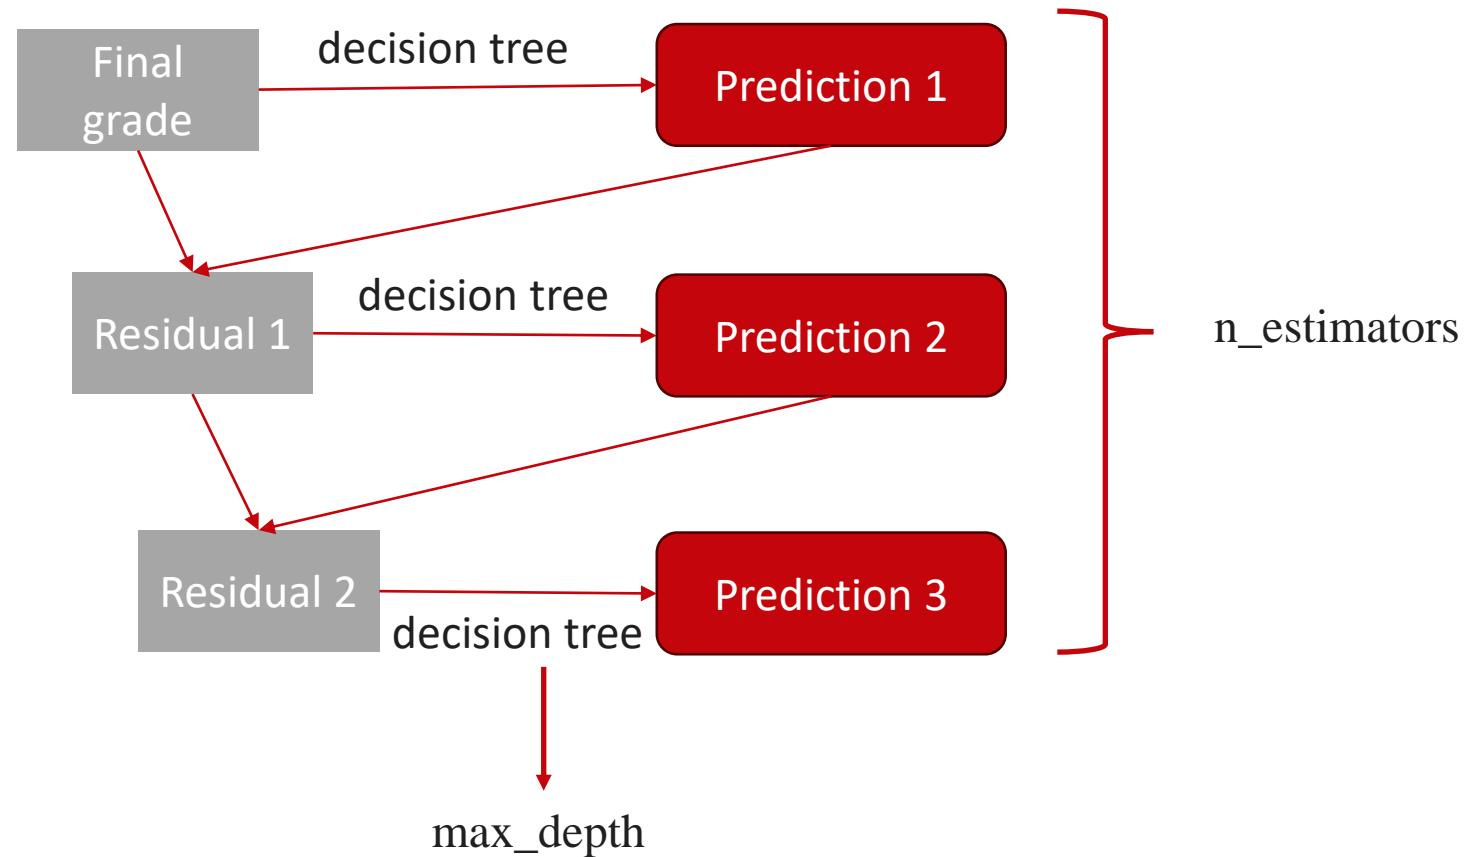 Final
grade
decision tree
Prediction 1
Residual 1
decision tree
Prediction 2
n_estimators
Residual 2
decision tree
Prediction 3
max_depth